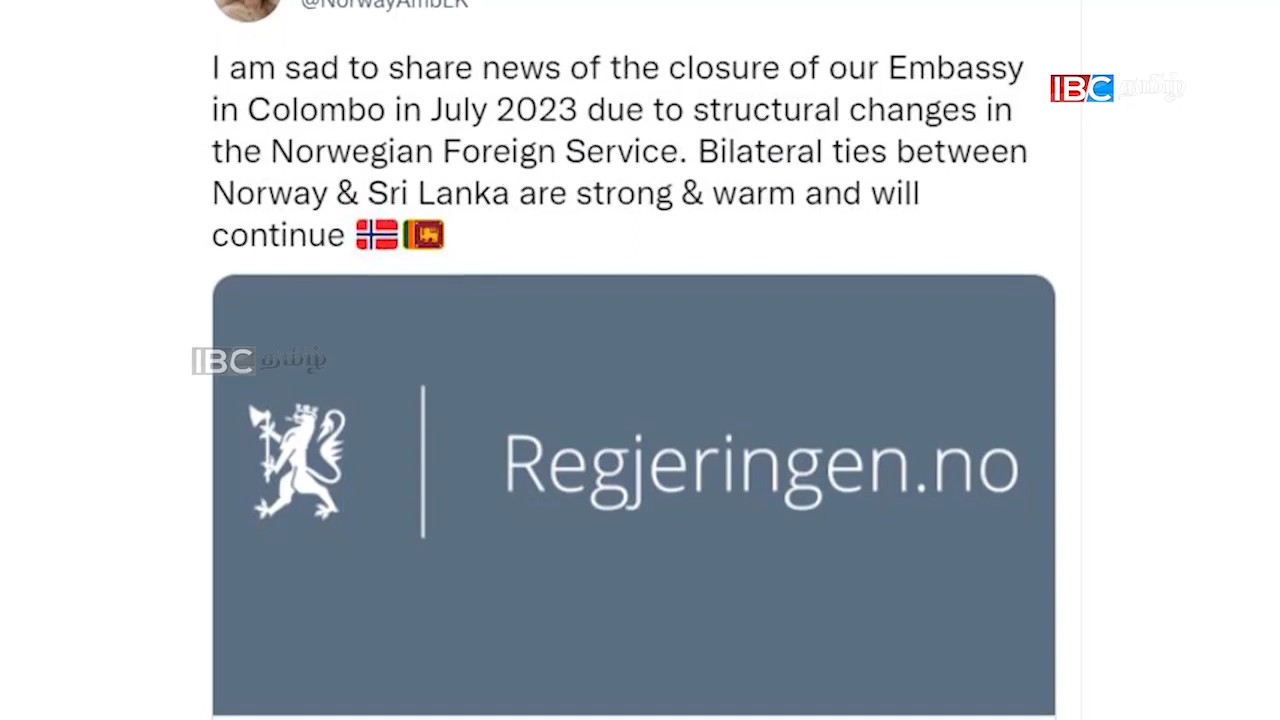 @NorwayAmbLK
I am sad to share news of the closure of our Embassy
in Colombo in July 2023 due to structural changes in
the Norwegian Foreign Service. Bilateral ties between
Norway & Sri Lanka are strong & warm and will
continue 🇳🇴🇱🇰
IBC தமிழ்
IBC தமிழ்
Regjeringen.no